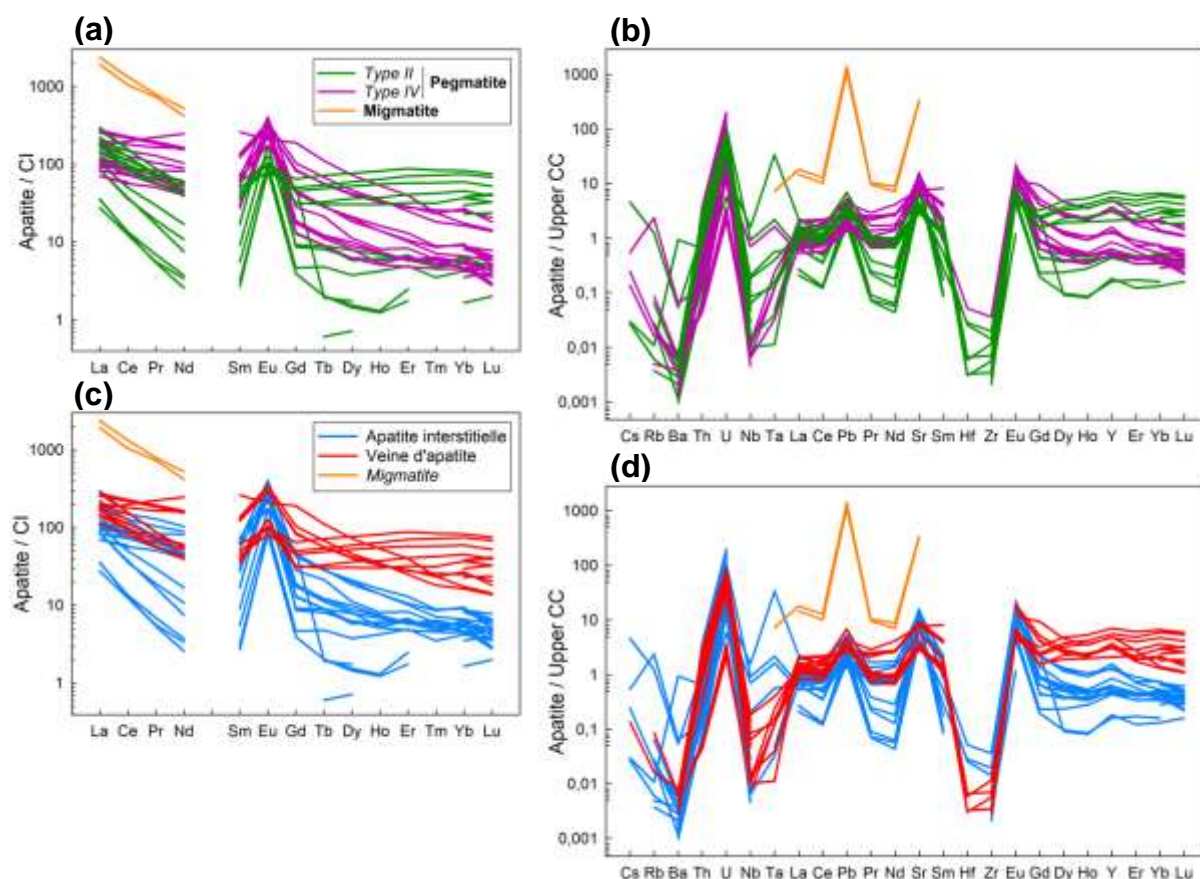 (a)
1000
100
10
1
Apatite / CI
Type II
Type IV
Pegmatite
Migmatite
La Ce Pr Nd Sm Eu Gd Tb Dy Ho Er Tm Yb Lu
(b)
1000
100
10
1
0,1
0,01
0,001
Apatite / Upper CC
Cs Rb Ba Th U Nb Ta La Ce Pb Pr Nd Sr Sm Hf Zr Eu Gd Dy Ho Y Er Yb Lu
(c)
1000
100
10
1
Apatite / CI
Apatite interstitielle
Veine d'apatite
Migmatite
La Ce Pr Nd Sm Eu Gd Tb Dy Ho Er Tm Yb Lu
(d)
1000
100
10
1
0,1
0,01
0,001
Apatite / Upper CC
Cs Rb Ba Th U Nb Ta La Ce Pb Pr Nd Sr Sm Hf Zr Eu Gd Dy Ho Y Er Yb Lu